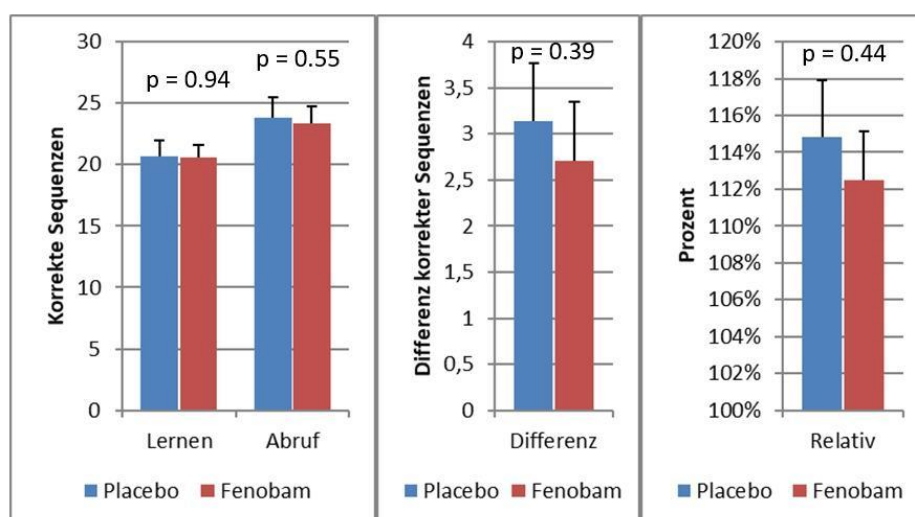 Korrekte Sequenzen
30
25
20
15
10
5
0
p = 0.94
p = 0.55
Lernen Abruf
Placebo Fenobam
Differenz korrekter Sequenzen
4
3,5
3
2,5
2
1,5
1
0,5
0
p = 0.39
Differenz
Placebo Fenobam
Prozent
120%
118%
116%
114%
112%
110%
108%
106%
104%
102%
100%
p = 0.44
Relativ
Placebo Fenobam